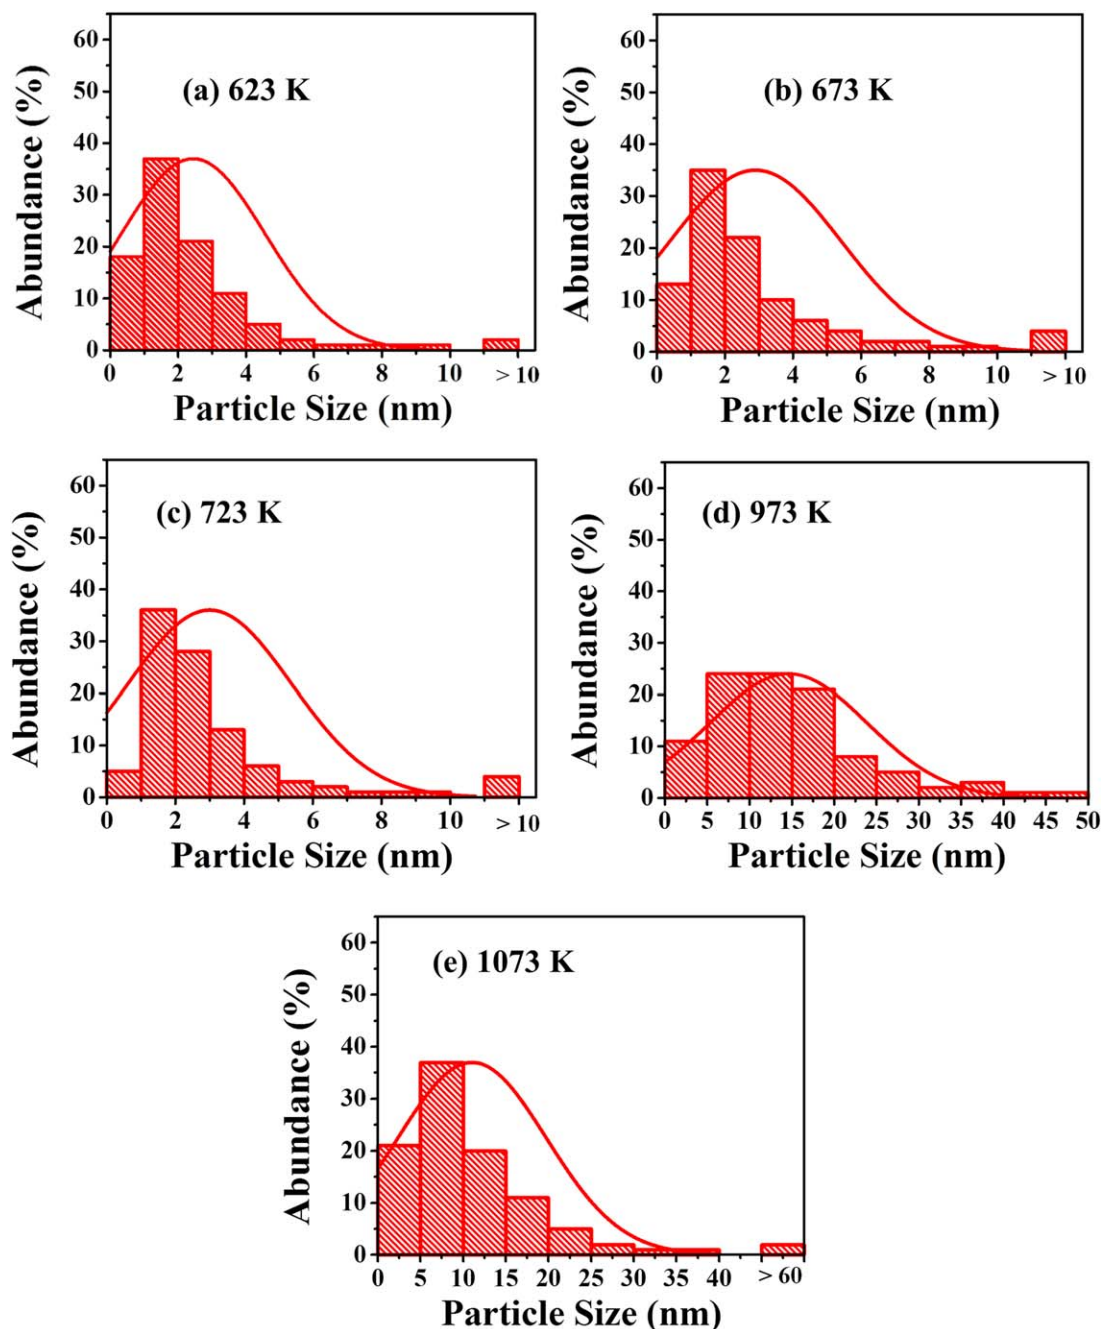 (a) 623 K
Abundance (%)
60
50
40
30
20
10
0
0 2 4 6 8 10 > 10
Particle Size (nm)
(b) 673 K
Abundance (%)
60
50
40
30
20
10
0
0 2 4 6 8 10 > 10
Particle Size (nm)
(c) 723 K
Abundance (%)
60
50
40
30
20
10
0
0 2 4 6 8 10 > 10
Particle Size (nm)
(d) 973 K
Abundance (%)
60
50
40
30
20
10
0
0 5 10 15 20 25 30 35 40 45 50
Particle Size (nm)
(e) 1073 K
Abundance (%)
60
50
40
30
20
10
0
0 5 10 15 20 25 30 35 40 > 60
Particle Size (nm)